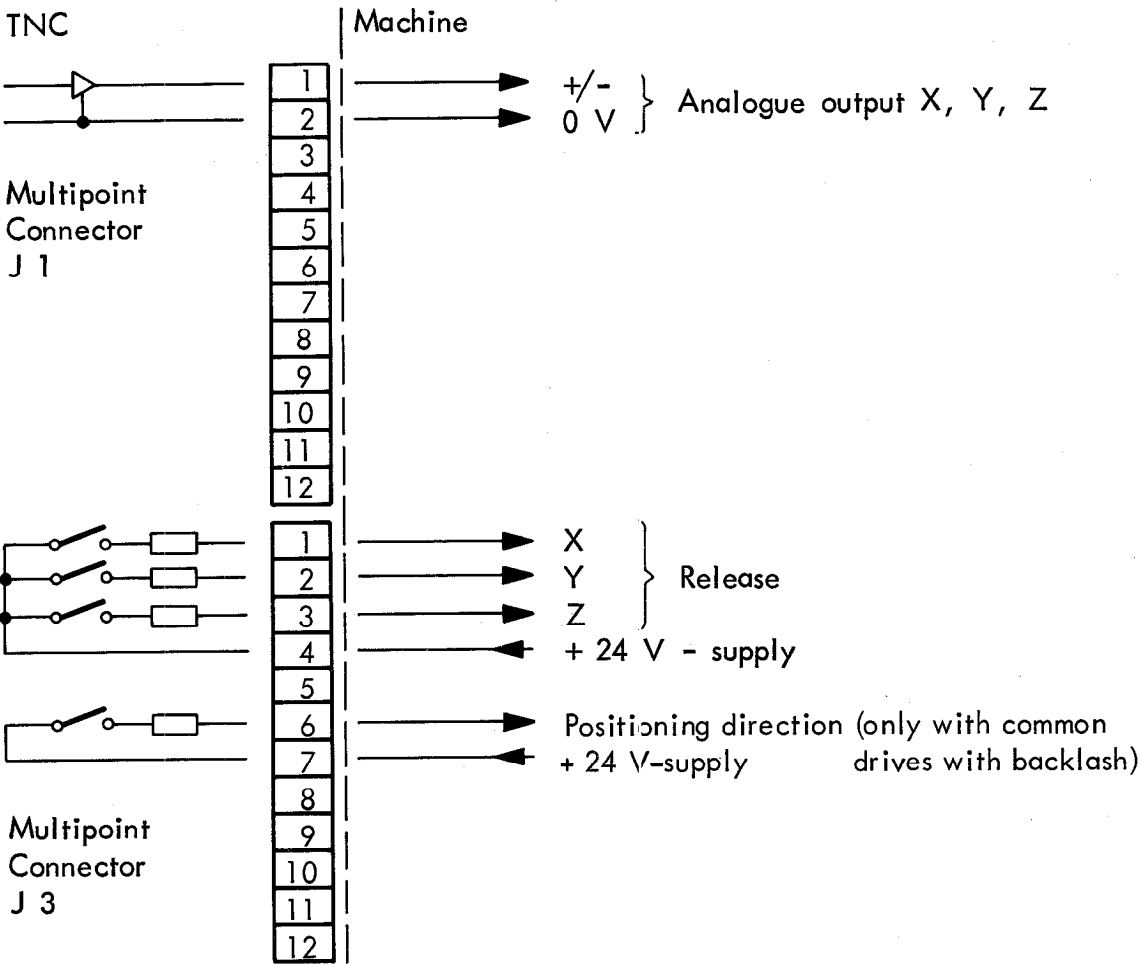 TNC
Machine
1
+/-
Analogue output X, Y, Z
2
0 V
3
Multipoint
Connector
J 1
4
5
6
7
8
9
10
11
12
1
X
2
Y
Release
3
Z
4
+ 24 V - supply
5
6
Positioning direction (only with common
7
+ 24 V-supply drives with backlash)
8
Multipoint
Connector
J 3
9
10
11
12